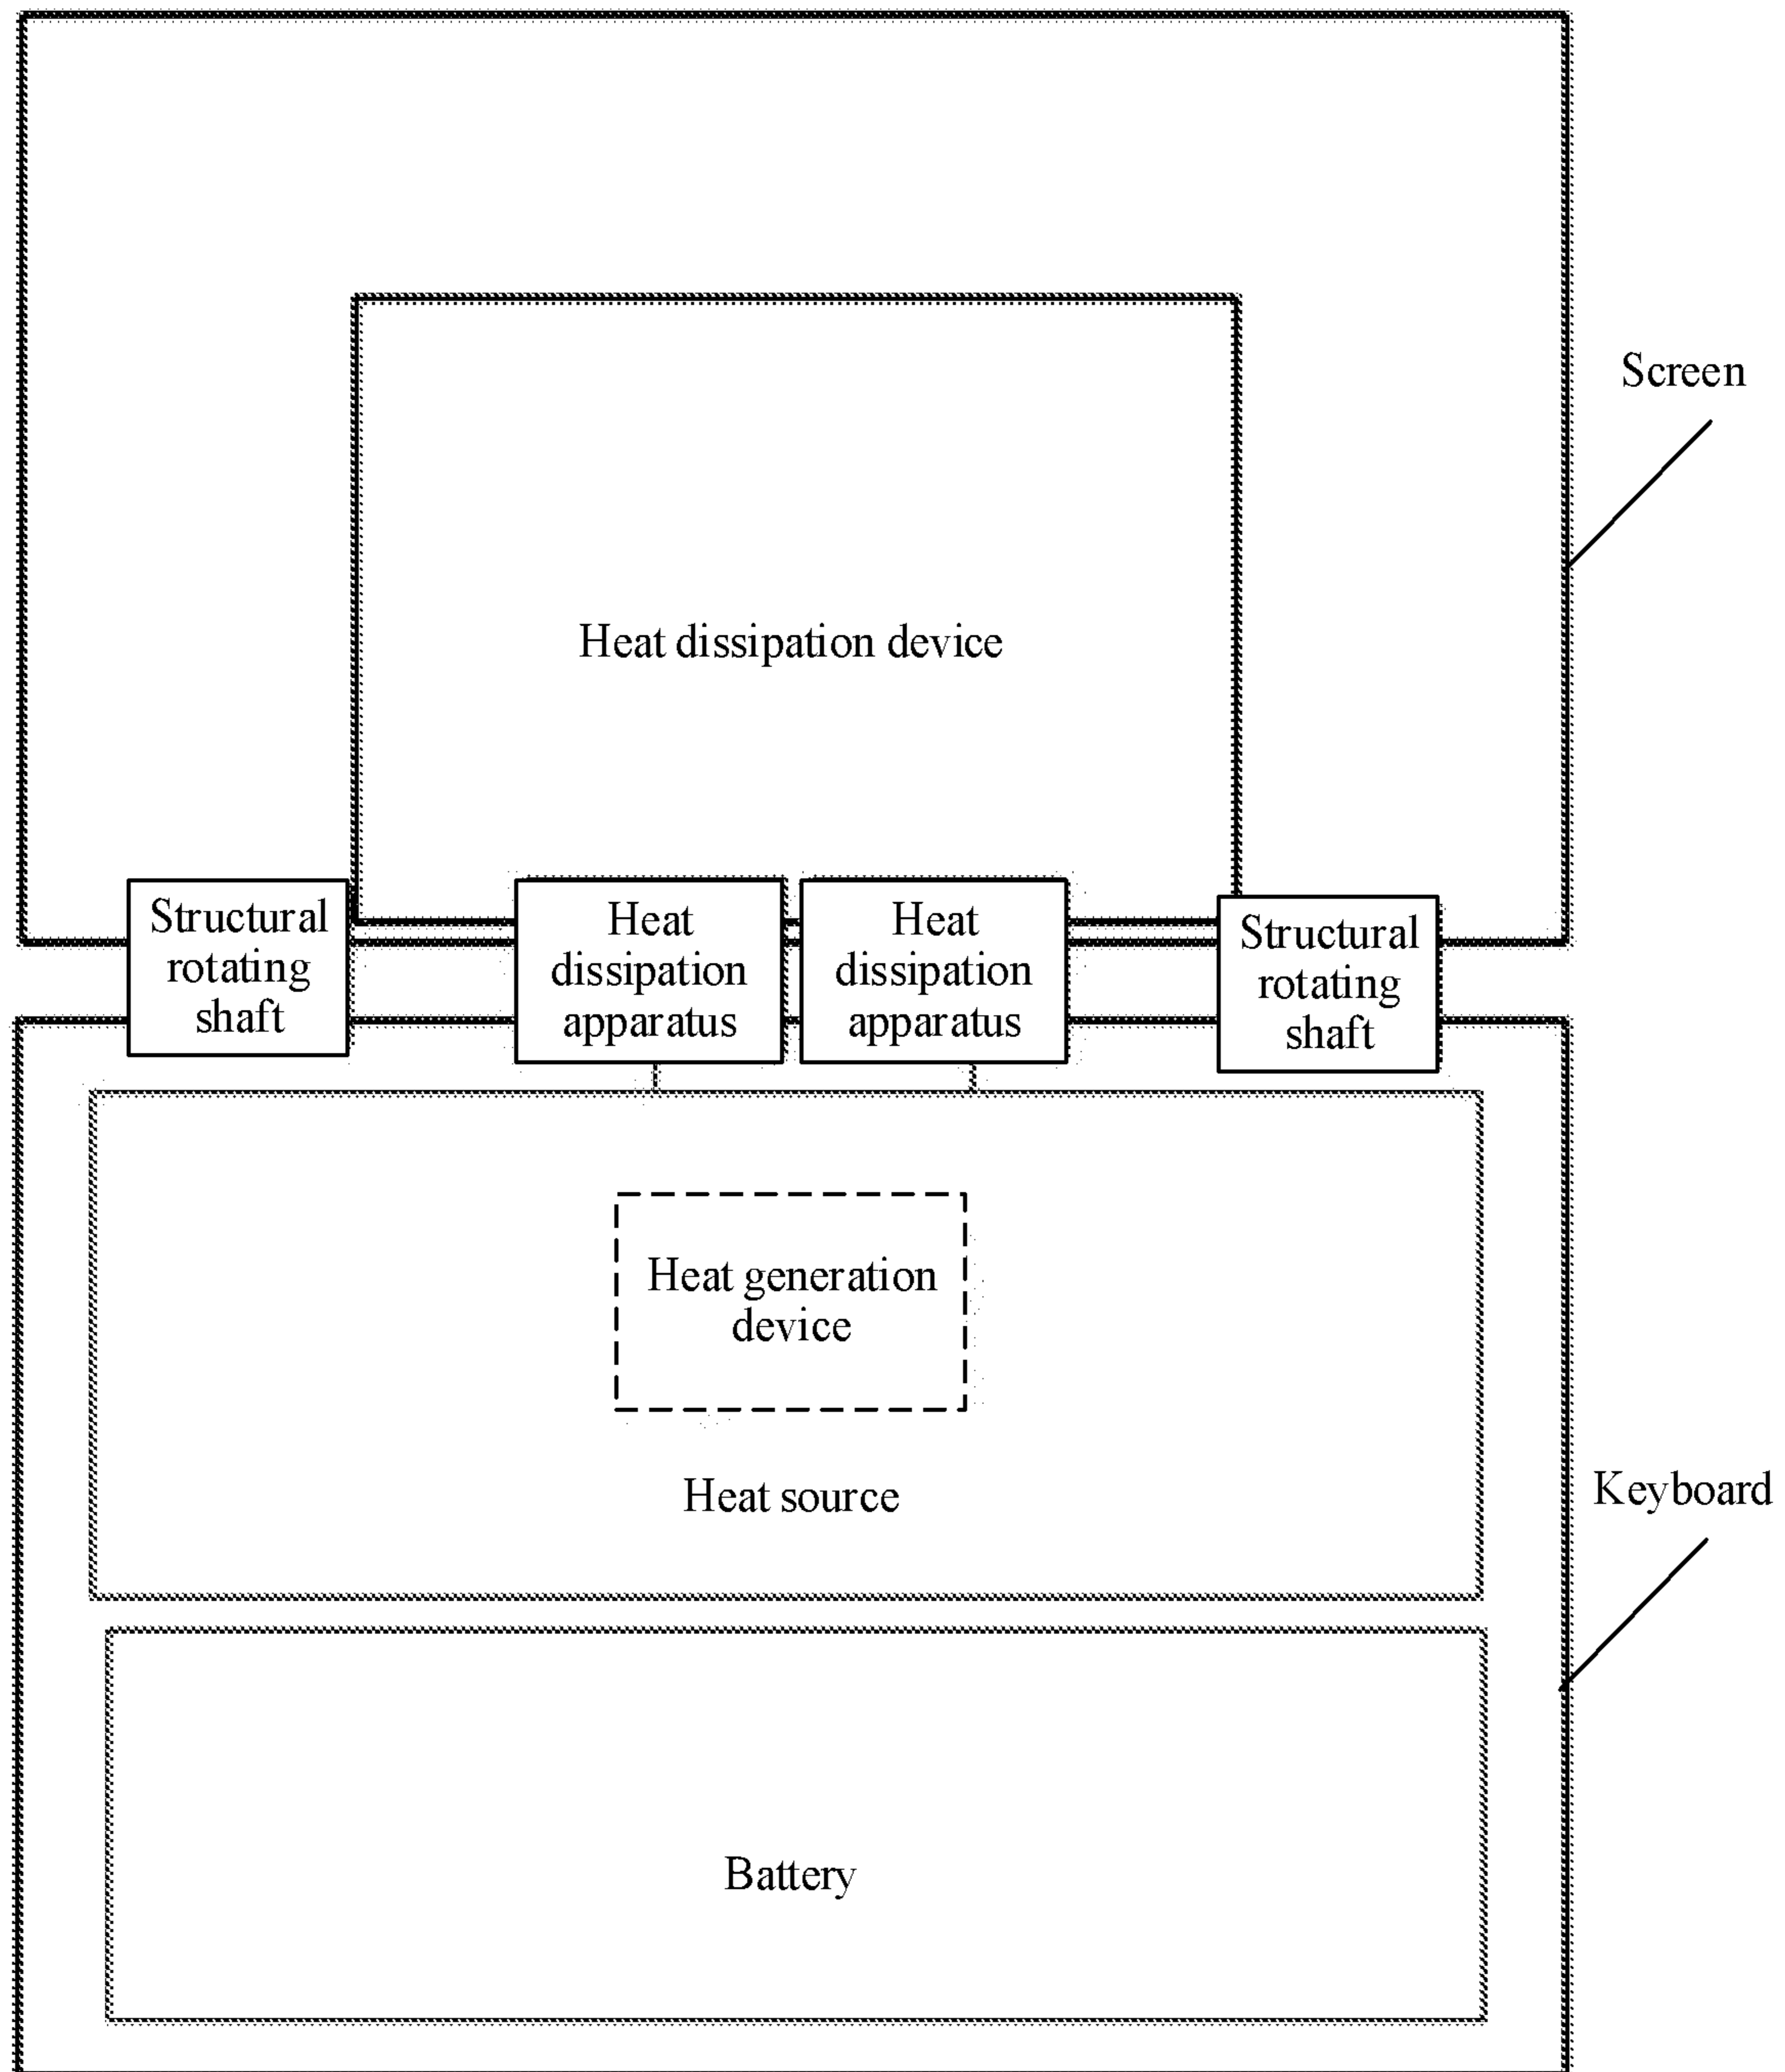 Screen
Heat dissipation device
Structural
rotating
shaft
Heat
dissipation
apparatus
Heat
dissipation
apparatus
Structural
rotating
shaft
Heat generation
device
Heat source
Keyboard
Battery